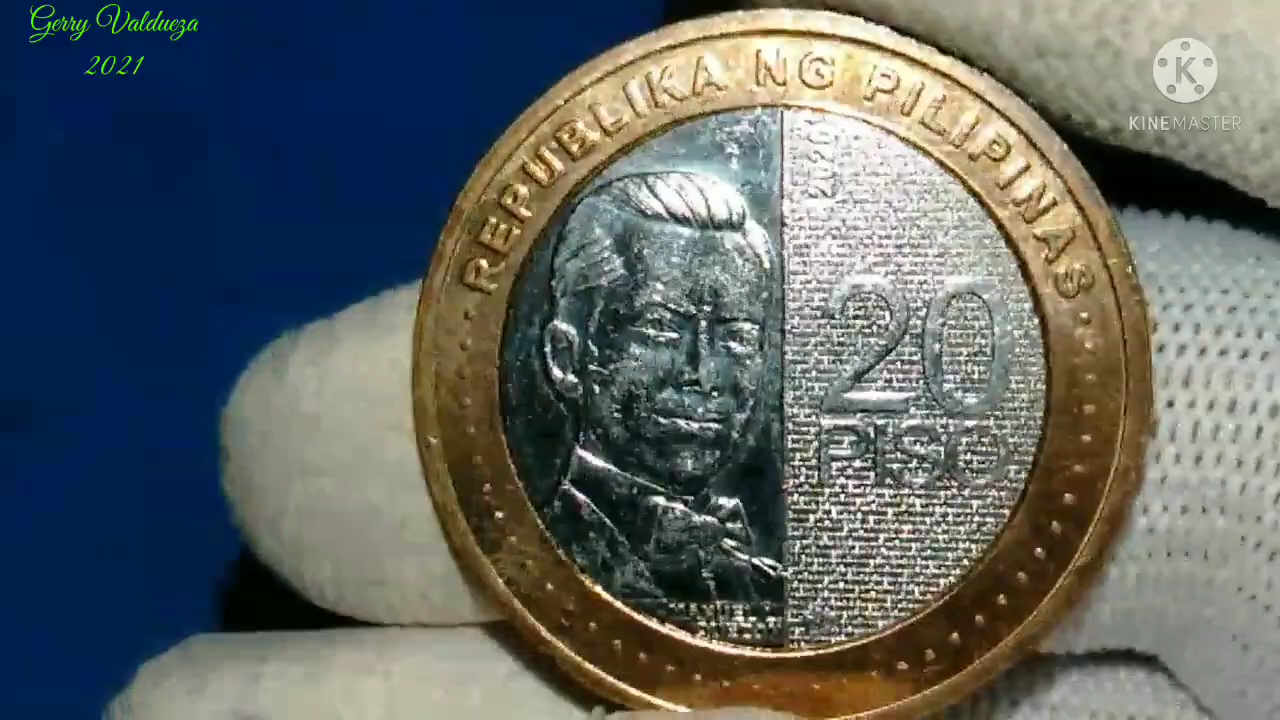 Gerry Valdueza
2021
KINEMASTER
REPUBLIKA NG PILIPINAS
20
PISO